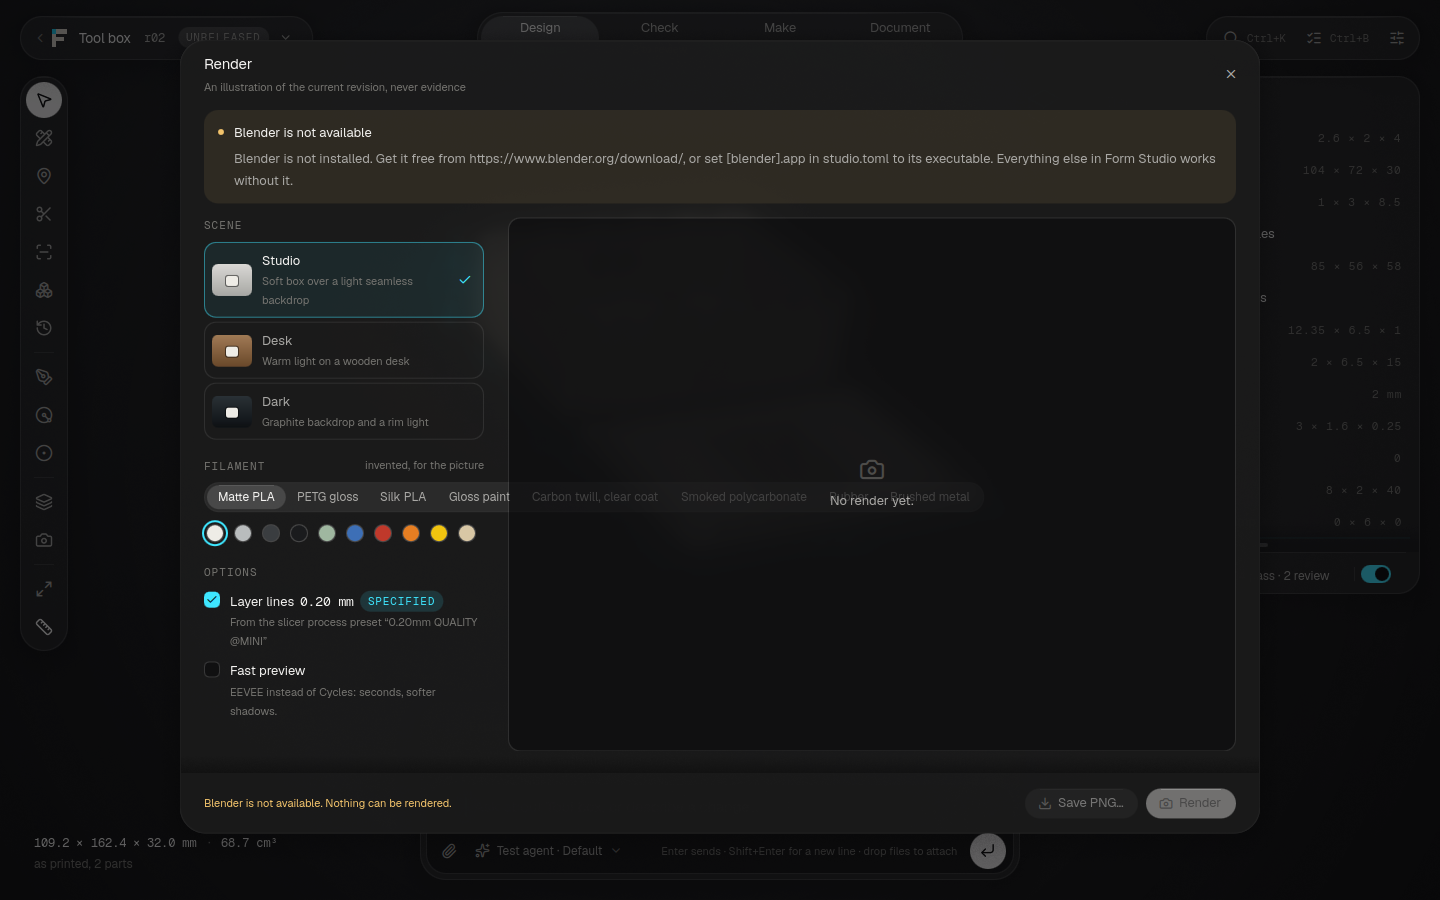 Tool box r02 UNRELEASED
Design Check Make Document
Ctrl+K Ctrl+B
Render
An illustration of the current revision, never evidence
Blender is not available
Blender is not installed. Get it free from https://www.blender.org/download/, or set [blender].app in studio.toml to its executable. Everything else in Form Studio works
without it.
SCENE
Studio
Soft box over a light seamless
backdrop
Desk
Warm light on a wooden desk
Dark
Graphite backdrop and a rim light
FILAMENT invented, for the picture
Matte PLA PETG gloss Silk PLA Gloss paint Carbon twill, clear coat Smoked polycarbonate Rubber Brushed metal
No render yet.
OPTIONS
Layer lines 0.20 mm SPECIFIED
From the slicer process preset “0.20mm QUALITY
@MINI”
Fast preview
EEVEE instead of Cycles: seconds, softer
shadows.
Blender is not available. Nothing can be rendered.
Save PNG… Render
2.6 × 2 × 4
104 × 72 × 30
1 × 3 × 8.5
85 × 56 × 58
12.35 × 6.5 × 1
2 × 6.5 × 15
2 mm
3 × 1.6 × 0.25
0
8 × 2 × 40
0 × 6 × 0
2 review
109.2 × 162.4 × 32.0 mm · 68.7 cm³
as printed, 2 parts
Test agent · Default
Enter sends · Shift+Enter for a new line · drop files to attach